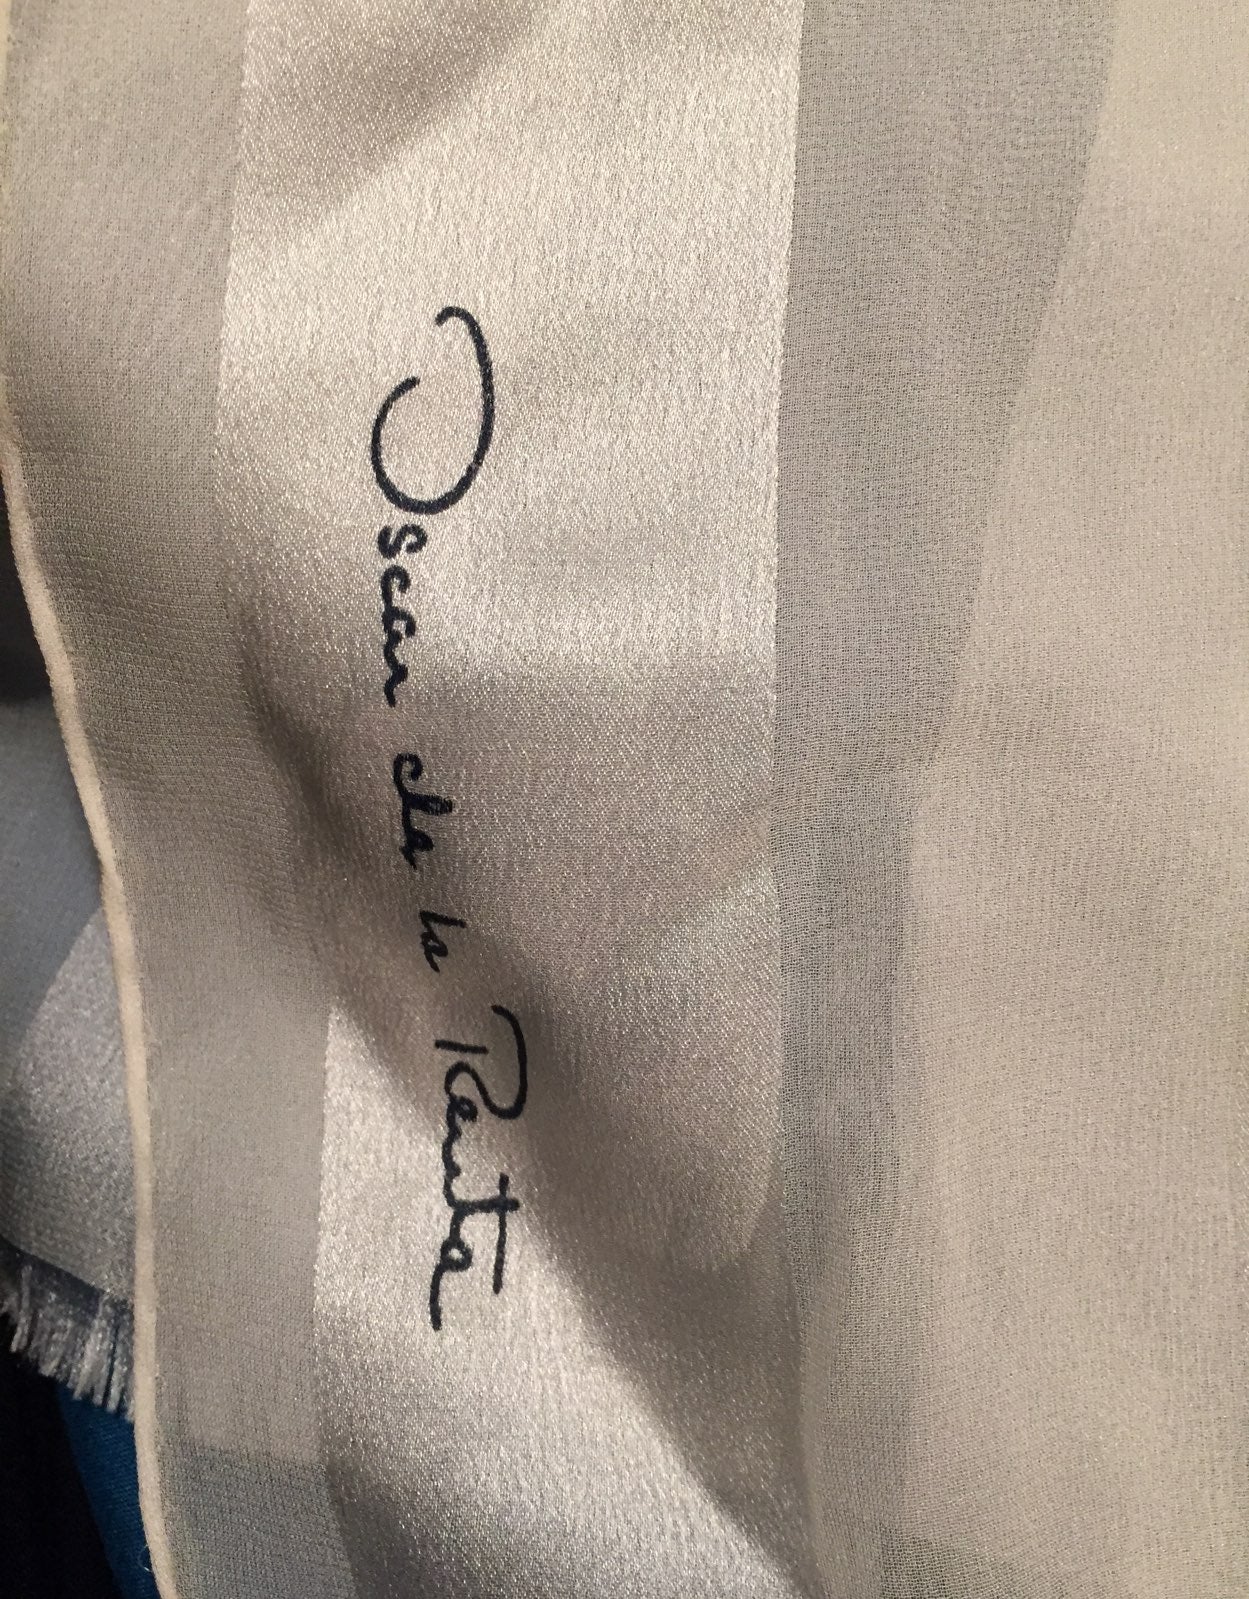 Oscar de la Renta